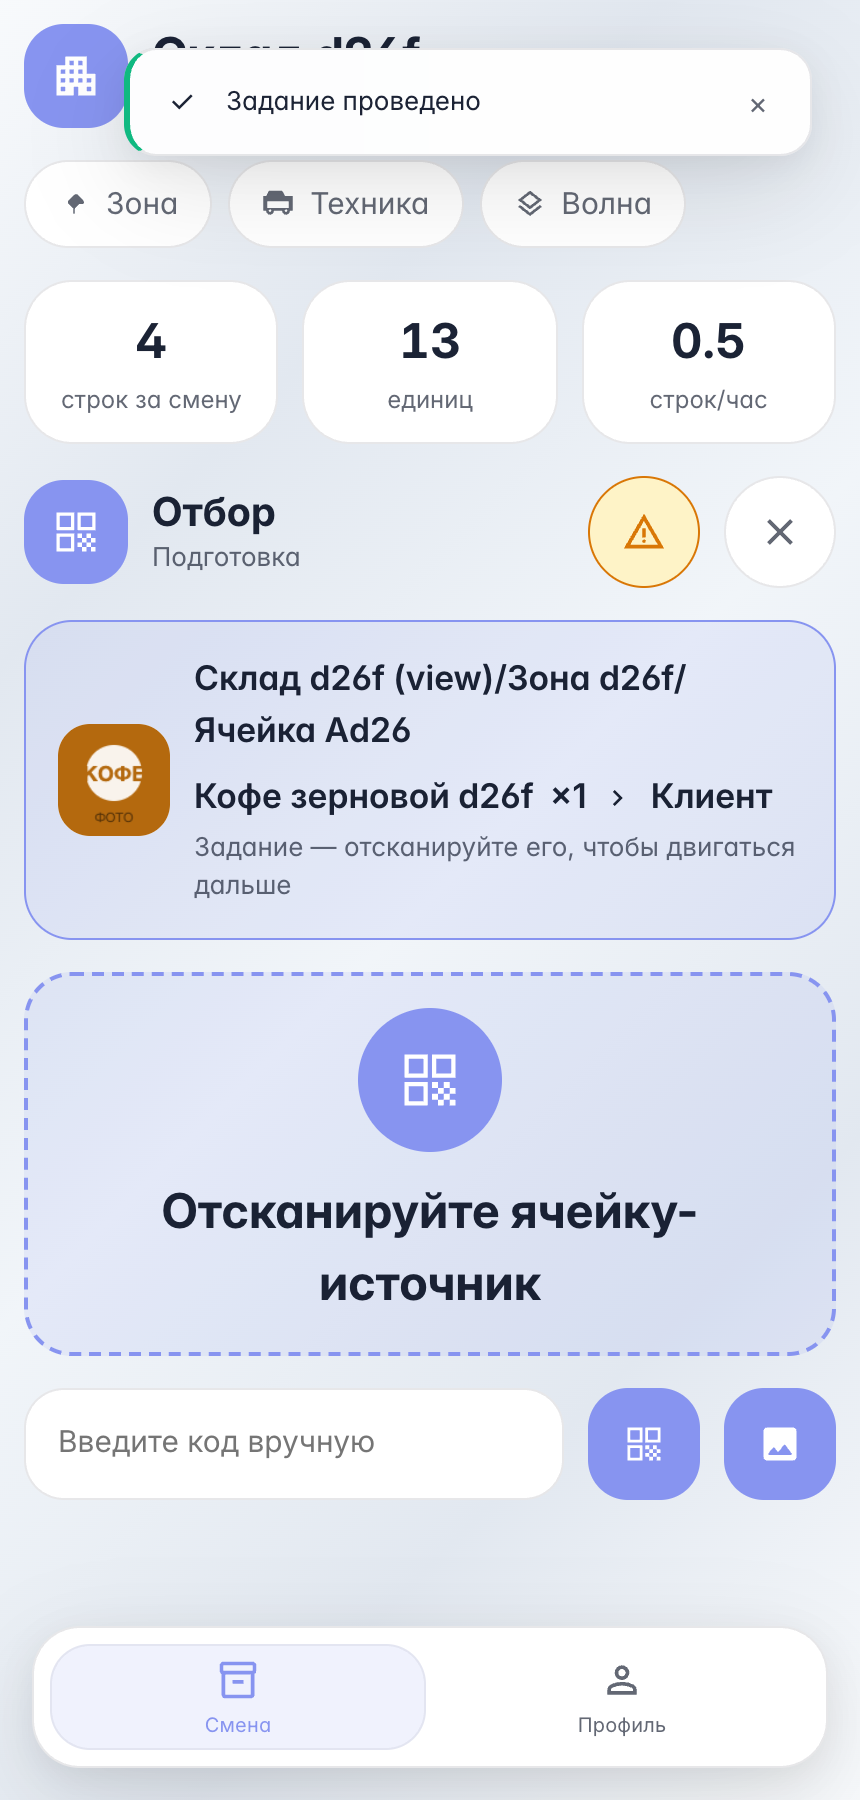 Склад d26f
Задание проведено
Зона
Техника
Волна
4
строк за смену
13
единиц
0.5
строк/час
Отбор
Подготовка
Склад d26f (view)/Зона d26f/
Ячейка Ad26
КОФЕ
ФОТО
Кофе зерновой d26f ×1 › Клиент
Задание — отсканируйте его, чтобы двигаться
дальше
Отсканируйте ячейку-
источник
Введите код вручную
Смена
Профиль